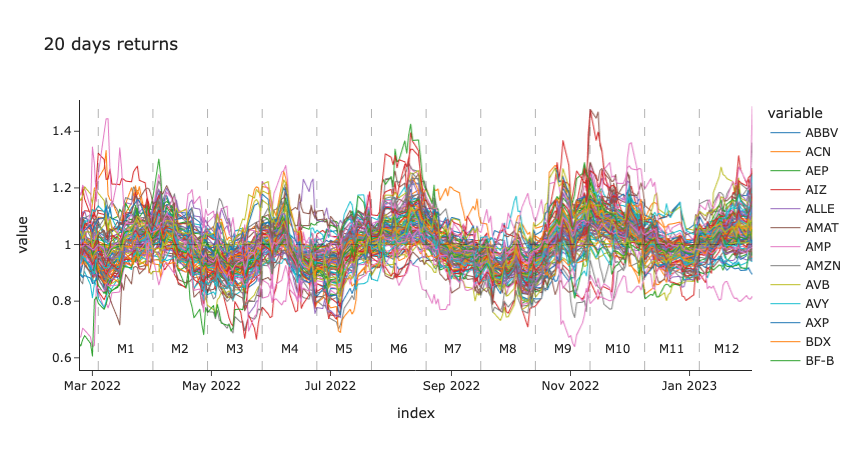 20 days returns
variable
ABBV
ACN
AEP
AIZ
ALLE
AMAT
AMP
AMZN
AVB
AVY
AXP
BDX
BF-B
value
1.4
1.2
1
0.8
0.6
M1 M2 M3 M4 M5 M6 M7 M8 M9 M10 M11 M12
Mar 2022 May 2022 Jul 2022 Sep 2022 Nov 2022 Jan 2023
index